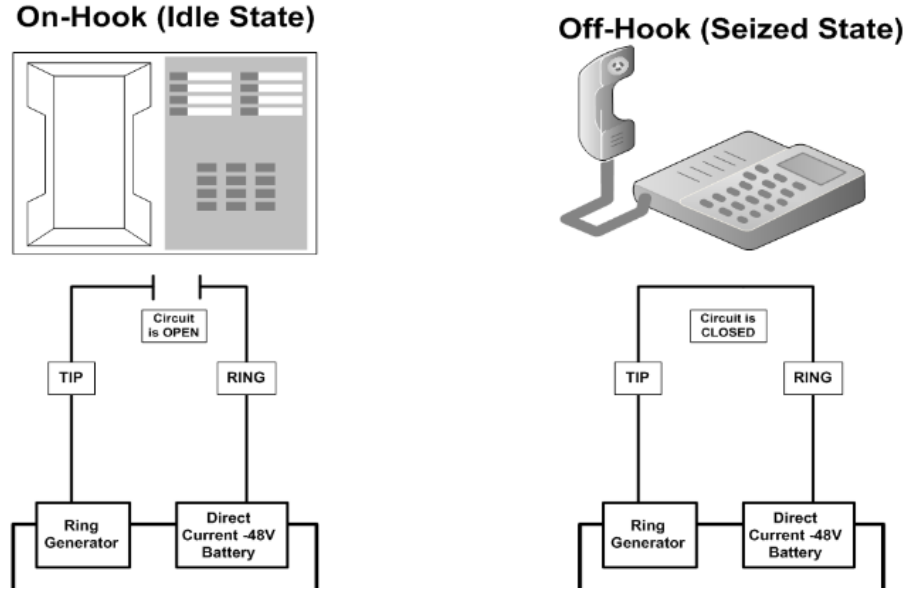 On-Hook (Idle State)
Off-Hook (Seized State)
Circuit
is OPEN
TIP
RING
Ring
Generator
Direct
Current -48V
Battery
Circuit is
CLOSED
TIP
RING
Ring
Generator
Direct
Current -48V
Battery